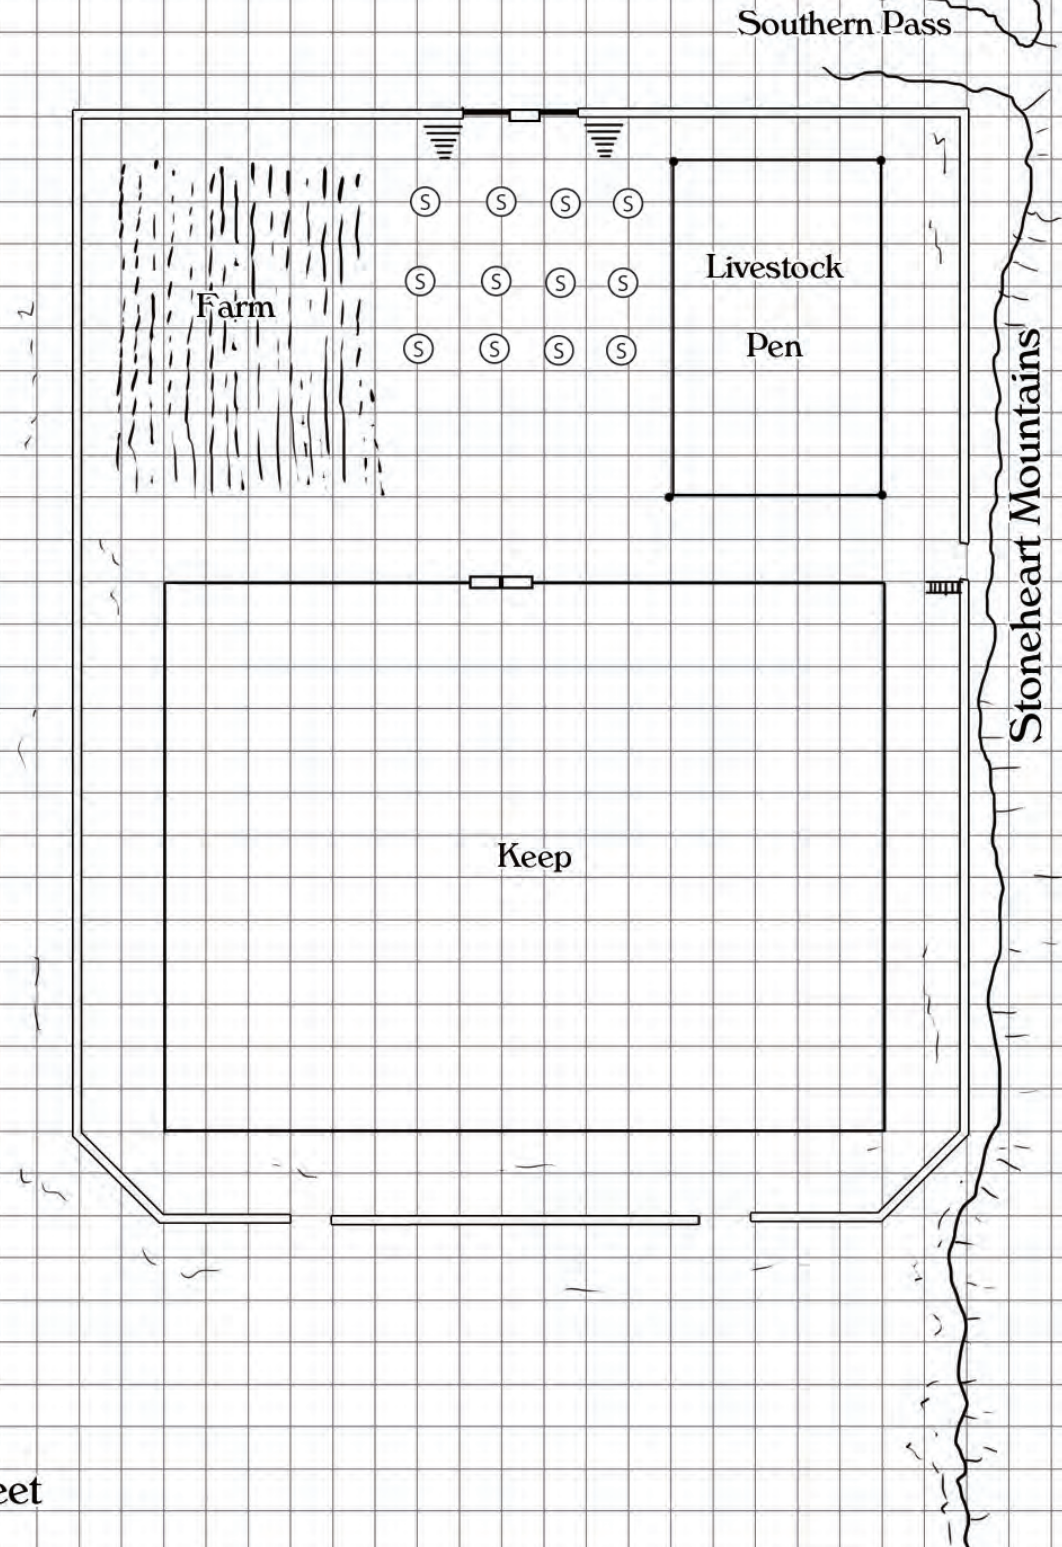 Southern Pass
S S S S
Livestock
S S S S
Farm
Pen
S S S S
Stoneheart Mountains
Keep
eet